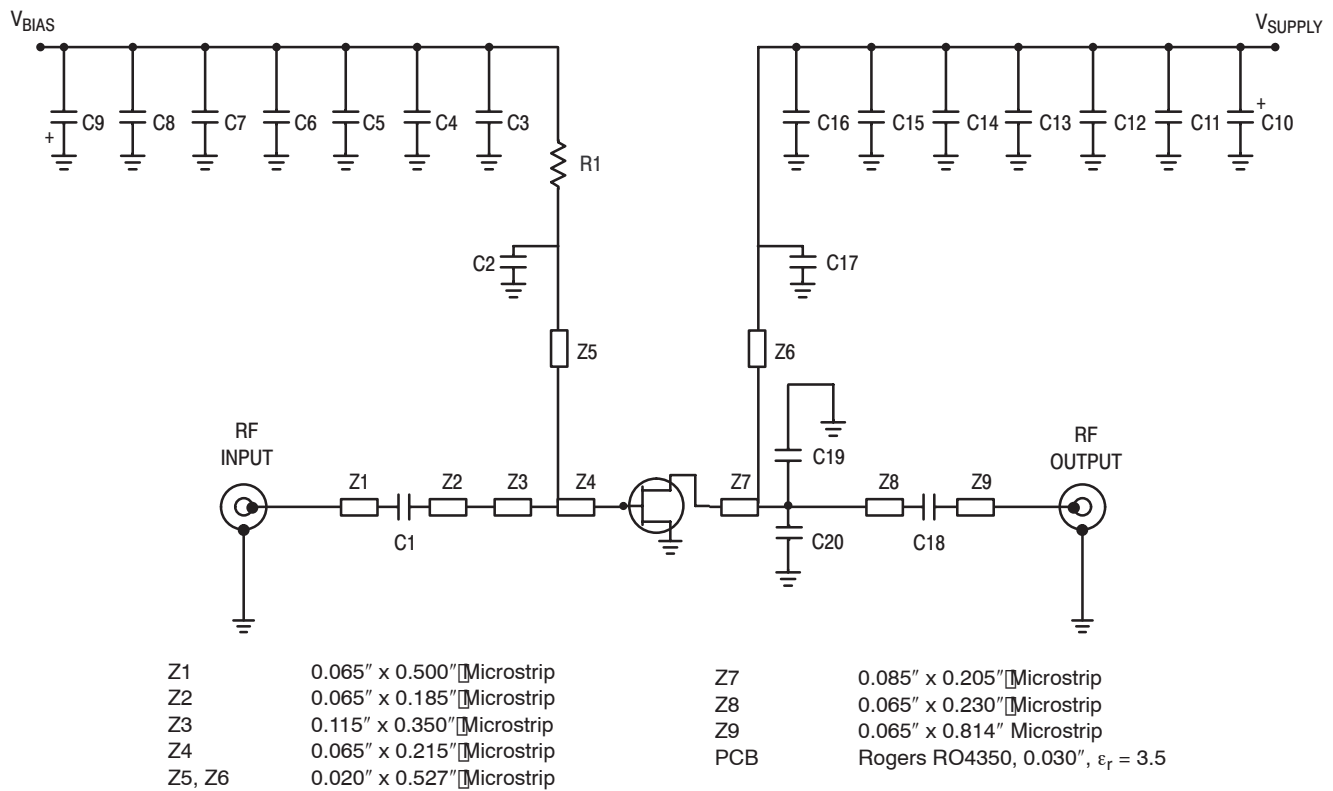 V_BIAS
V_SUPPLY
+
C9
C8
C7
C6
C5
C4
C3
C16
C15
C14
C13
C12
C11
+
C10
R1
C2
C17
Z5
Z6
RF
INPUT
C19
RF
OUTPUT
Z1
Z2
Z3
Z4
Z7
Z8
Z9
C1
C20
C18
Z1 0.065″ x 0.500″ Microstrip
Z2 0.065″ x 0.185″ Microstrip
Z3 0.115″ x 0.350″ Microstrip
Z4 0.065″ x 0.215″ Microstrip
Z5, Z6 0.020″ x 0.527″ Microstrip
Z7 0.085″ x 0.205″ Microstrip
Z8 0.065″ x 0.230″ Microstrip
Z9 0.065″ x 0.814″ Microstrip
PCB Rogers RO4350, 0.030″, εr = 3.5